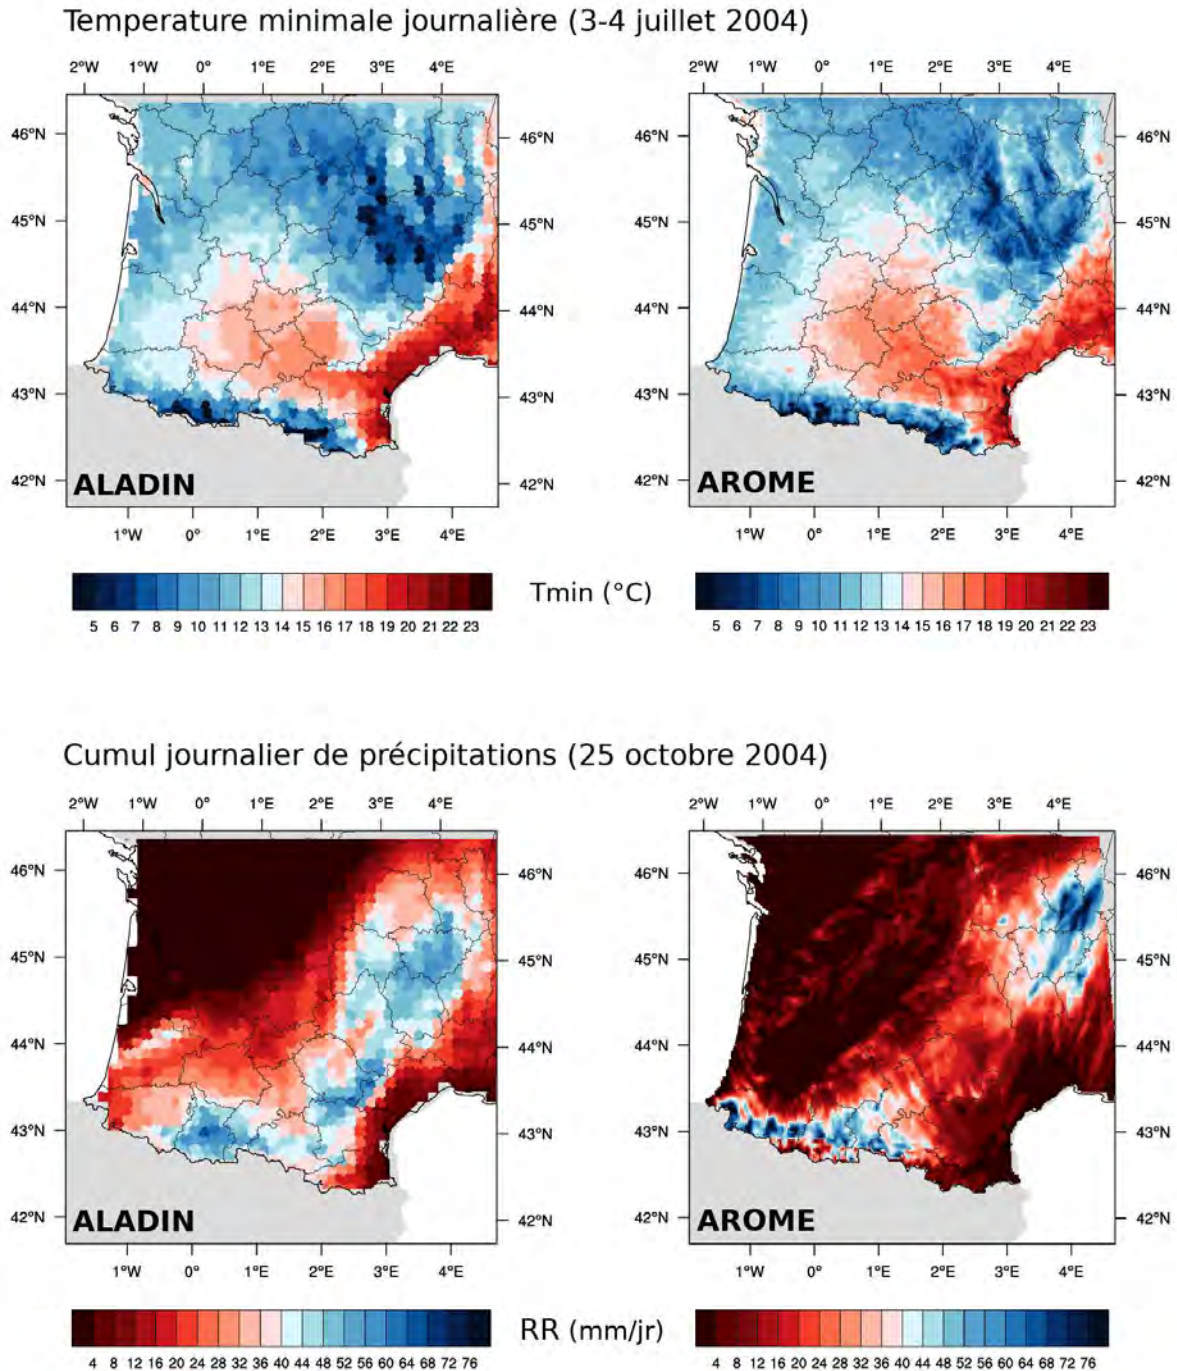 Temperature minimale journalière (3-4 juillet 2004)
2°W 1°W 0° 1°E 2°E 3°E 4°E
2°W 1°W 0° 1°E 2°E 3°E 4°E
46°N 46°N 46°N 46°N
45°N 45°N 45°N 45°N
44°N 44°N 44°N 44°N
43°N 43°N 43°N 43°N
42°N 42°N 42°N 42°N
ALADIN
AROME
1°W 0° 1°E 2°E 3°E 4°E
1°W 0° 1°E 2°E 3°E 4°E
Tmin (°C)
5 6 7 8 9 10 11 12 13 14 15 16 17 18 19 20 21 22 23
5 6 7 8 9 10 11 12 13 14 15 16 17 18 19 20 21 22 23
Cumul journalier de précipitations (25 octobre 2004)
2°W 1°W 0° 1°E 2°E 3°E 4°E
2°W 1°W 0° 1°E 2°E 3°E 4°E
46°N 46°N 46°N 46°N
45°N 45°N 45°N 45°N
44°N 44°N 44°N 44°N
43°N 43°N 43°N 43°N
42°N 42°N 42°N 42°N
ALADIN
AROME
1°W 0° 1°E 2°E 3°E 4°E
1°W 0° 1°E 2°E 3°E 4°E
RR (mm/jr)
4 8 12 16 20 24 28 32 36 40 44 48 52 56 60 64 68 72 76
4 8 12 16 20 24 28 32 36 40 44 48 52 56 60 64 68 72 76